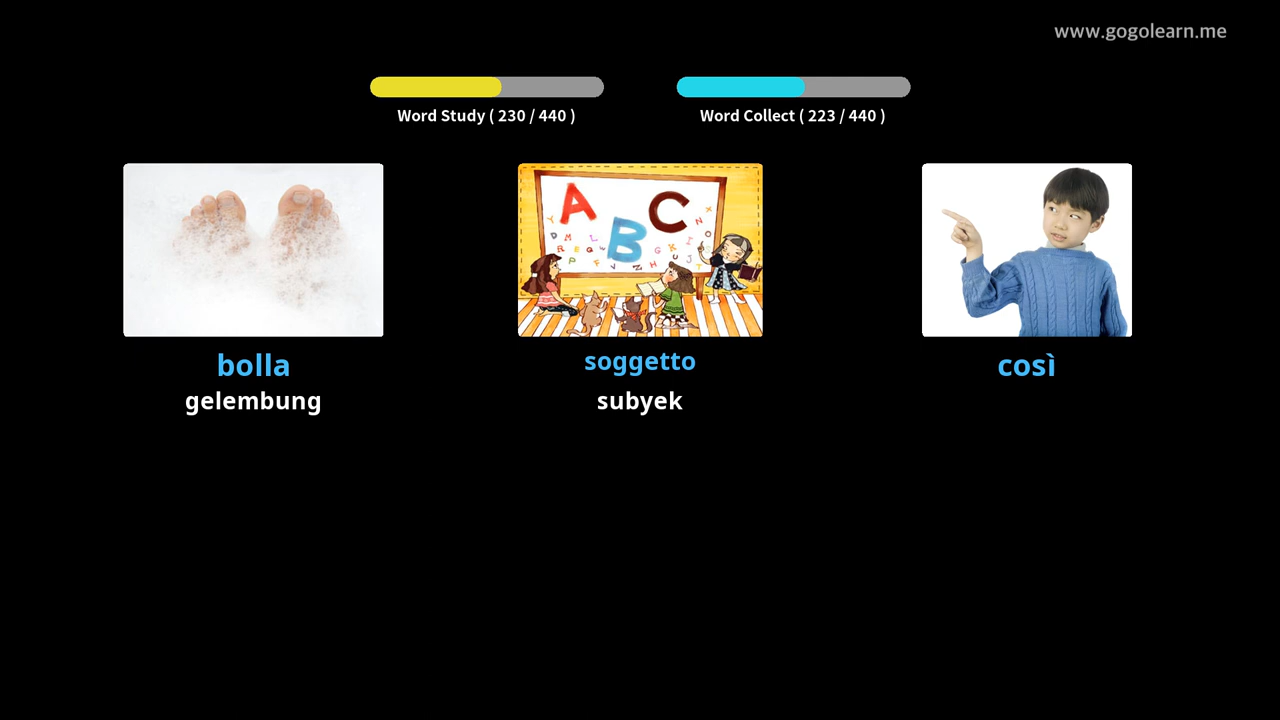 www.gogolearn.me
Word Study ( 230 / 440 )
Word Collect ( 223 / 440 )
A
B
C
bolla
gelembung
soggetto
subyek
così